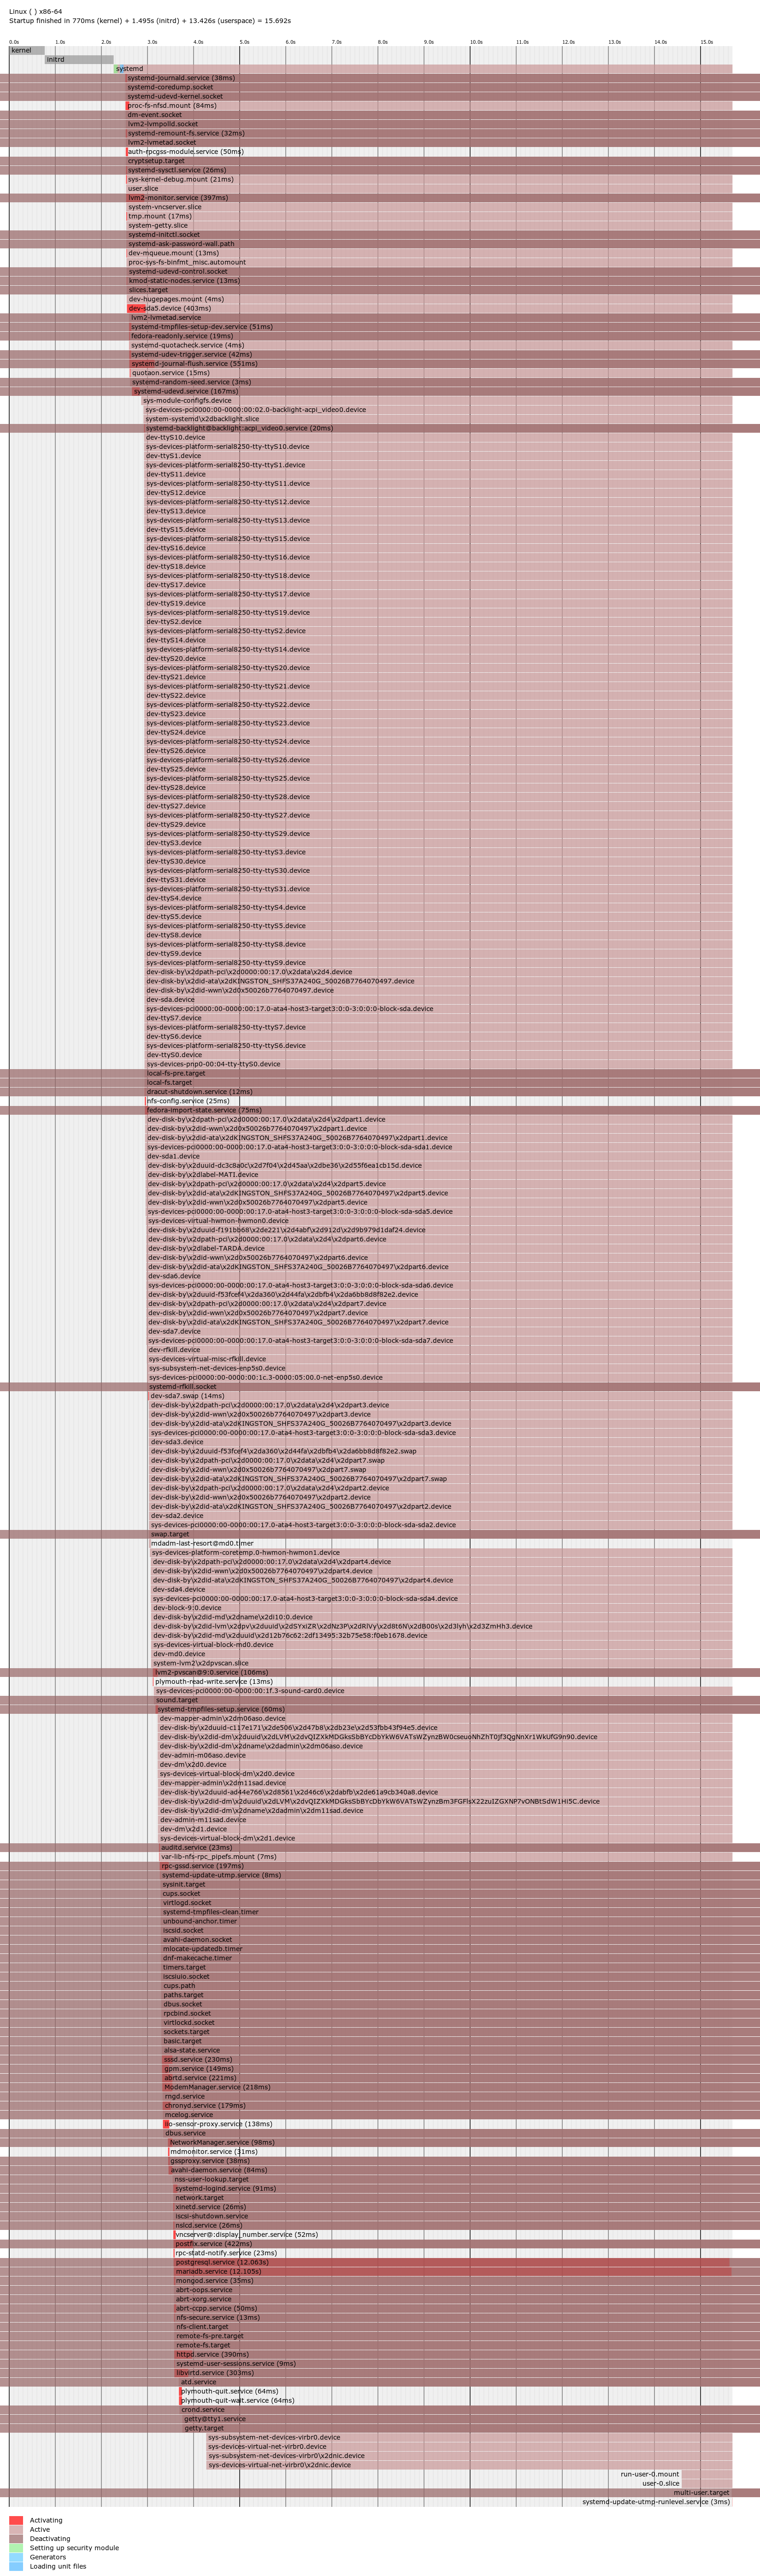 Linux ( ) x86-64
Startup finished in 770ms (kernel) + 1.495s (initrd) + 13.426s (userspace) = 15.692s
0.0s 1.0s 2.0s 3.0s 4.0s 5.0s 6.0s 7.0s 8.0s 9.0s 10.0s 11.0s 12.0s 13.0s 14.0s 15.0s
kernel
initrd
systemd
systemd-journald.service (38ms)
systemd-coredump.socket
systemd-udevd-kernel.socket
proc-fs-nfsd.mount (84ms)
dm-event.socket
lvm2-lvmpolld.socket
systemd-remount-fs.service (32ms)
lvm2-lvmetad.socket
auth-rpcgss-module.service (50ms)
cryptsetup.target
systemd-sysctl.service (26ms)
sys-kernel-debug.mount (21ms)
user.slice
lvm2-monitor.service (397ms)
system-vncserver.slice
tmp.mount (17ms)
system-getty.slice
systemd-initctl.socket
systemd-ask-password-wall.path
dev-mqueue.mount (13ms)
proc-sys-fs-binfmt_misc.automount
systemd-udevd-control.socket
kmod-static-nodes.service (13ms)
slices.target
dev-hugepages.mount (4ms)
dev-sda5.device (403ms)
lvm2-lvmetad.service
systemd-tmpfiles-setup-dev.service (51ms)
fedora-readonly.service (19ms)
systemd-quotacheck.service (4ms)
systemd-udev-trigger.service (42ms)
systemd-journal-flush.service (551ms)
quotaon.service (15ms)
systemd-random-seed.service (3ms)
systemd-udevd.service (167ms)
sys-module-configfs.device
sys-devices-pci0000:00-0000:00:02.0-backlight-acpi_video0.device
system-systemd\x2dbacklight.slice
systemd-backlight@backlight:acpi_video0.service (20ms)
dev-ttyS10.device
sys-devices-platform-serial8250-tty-ttyS10.device
dev-ttyS1.device
sys-devices-platform-serial8250-tty-ttyS1.device
dev-ttyS11.device
sys-devices-platform-serial8250-tty-ttyS11.device
dev-ttyS12.device
sys-devices-platform-serial8250-tty-ttyS12.device
dev-ttyS13.device
sys-devices-platform-serial8250-tty-ttyS13.device
dev-ttyS15.device
sys-devices-platform-serial8250-tty-ttyS15.device
dev-ttyS16.device
sys-devices-platform-serial8250-tty-ttyS16.device
dev-ttyS18.device
sys-devices-platform-serial8250-tty-ttyS18.device
dev-ttyS17.device
sys-devices-platform-serial8250-tty-ttyS17.device
dev-ttyS19.device
sys-devices-platform-serial8250-tty-ttyS19.device
dev-ttyS2.device
sys-devices-platform-serial8250-tty-ttyS2.device
dev-ttyS14.device
sys-devices-platform-serial8250-tty-ttyS14.device
dev-ttyS20.device
sys-devices-platform-serial8250-tty-ttyS20.device
dev-ttyS21.device
sys-devices-platform-serial8250-tty-ttyS21.device
dev-ttyS22.device
sys-devices-platform-serial8250-tty-ttyS22.device
dev-ttyS23.device
sys-devices-platform-serial8250-tty-ttyS23.device
dev-ttyS24.device
sys-devices-platform-serial8250-tty-ttyS24.device
dev-ttyS26.device
sys-devices-platform-serial8250-tty-ttyS26.device
dev-ttyS25.device
sys-devices-platform-serial8250-tty-ttyS25.device
dev-ttyS28.device
sys-devices-platform-serial8250-tty-ttyS28.device
dev-ttyS27.device
sys-devices-platform-serial8250-tty-ttyS27.device
dev-ttyS29.device
sys-devices-platform-serial8250-tty-ttyS29.device
dev-ttyS3.device
sys-devices-platform-serial8250-tty-ttyS3.device
dev-ttyS30.device
sys-devices-platform-serial8250-tty-ttyS30.device
dev-ttyS31.device
sys-devices-platform-serial8250-tty-ttyS31.device
dev-ttyS4.device
sys-devices-platform-serial8250-tty-ttyS4.device
dev-ttyS5.device
sys-devices-platform-serial8250-tty-ttyS5.device
dev-ttyS8.device
sys-devices-platform-serial8250-tty-ttyS8.device
dev-ttyS9.device
sys-devices-platform-serial8250-tty-ttyS9.device
dev-disk-by\x2dpath-pci\x2d0000:00:17.0\x2data\x2d4.device
dev-disk-by\x2did-ata\x2dKINGSTON_SHFS37A240G_50026B7764070497.device
dev-disk-by\x2did-wwn\x2d0x50026b7764070497.device
dev-sda.device
sys-devices-pci0000:00-0000:00:17.0-ata4-host3-target3:0:0-3:0:0:0-block-sda.device
dev-ttyS7.device
sys-devices-platform-serial8250-tty-ttyS7.device
dev-ttyS6.device
sys-devices-platform-serial8250-tty-ttyS6.device
dev-ttyS0.device
sys-devices-pnp0-00:04-tty-ttyS0.device
local-fs-pre.target
local-fs.target
dracut-shutdown.service (12ms)
nfs-config.service (25ms)
fedora-import-state.service (75ms)
dev-disk-by\x2dpath-pci\x2d0000:00:17.0\x2data\x2d4\x2dpart1.device
dev-disk-by\x2did-wwn\x2d0x50026b7764070497\x2dpart1.device
dev-disk-by\x2did-ata\x2dKINGSTON_SHFS37A240G_50026B7764070497\x2dpart1.device
sys-devices-pci0000:00-0000:00:17.0-ata4-host3-target3:0:0-3:0:0:0-block-sda-sda1.device
dev-sda1.device
dev-disk-by\x2duuid-dc3c8a0c\x2d7f04\x2d45aa\x2dbe36\x2d55f6ea1cb15d.device
dev-disk-by\x2dlabel-MATI.device
dev-disk-by\x2dpath-pci\x2d0000:00:17.0\x2data\x2d4\x2dpart5.device
dev-disk-by\x2did-ata\x2dKINGSTON_SHFS37A240G_50026B7764070497\x2dpart5.device
dev-disk-by\x2did-wwn\x2d0x50026b7764070497\x2dpart5.device
sys-devices-pci0000:00-0000:00:17.0-ata4-host3-target3:0:0-3:0:0:0-block-sda-sda5.device
sys-devices-virtual-hwmon-hwmon0.device
dev-disk-by\x2duuid-f191bb68\x2de221\x2d4abf\x2d912d\x2d9b979d1daf24.device
dev-disk-by\x2dpath-pci\x2d0000:00:17.0\x2data\x2d4\x2dpart6.device
dev-disk-by\x2dlabel-TARDA.device
dev-disk-by\x2did-wwn\x2d0x50026b7764070497\x2dpart6.device
dev-disk-by\x2did-ata\x2dKINGSTON_SHFS37A240G_50026B7764070497\x2dpart6.device
dev-sda6.device
sys-devices-pci0000:00-0000:00:17.0-ata4-host3-target3:0:0-3:0:0:0-block-sda-sda6.device
dev-disk-by\x2duuid-f53fcef4\x2da360\x2d44fa\x2dbfb4\x2da6bb8d8f82e2.device
dev-disk-by\x2dpath-pci\x2d0000:00:17.0\x2data\x2d4\x2dpart7.device
dev-disk-by\x2did-wwn\x2d0x50026b7764070497\x2dpart7.device
dev-disk-by\x2did-ata\x2dKINGSTON_SHFS37A240G_50026B7764070497\x2dpart7.device
dev-sda7.device
sys-devices-pci0000:00-0000:00:17.0-ata4-host3-target3:0:0-3:0:0:0-block-sda-sda7.device
dev-rfkill.device
sys-devices-virtual-misc-rfkill.device
sys-subsystem-net-devices-enp5s0.device
sys-devices-pci0000:00-0000:00:1c.3-0000:05:00.0-net-enp5s0.device
systemd-rfkill.socket
dev-sda7.swap (14ms)
dev-disk-by\x2dpath-pci\x2d0000:00:17.0\x2data\x2d4\x2dpart3.device
dev-disk-by\x2did-wwn\x2d0x50026b7764070497\x2dpart3.device
dev-disk-by\x2did-ata\x2dKINGSTON_SHFS37A240G_50026B7764070497\x2dpart3.device
sys-devices-pci0000:00-0000:00:17.0-ata4-host3-target3:0:0-3:0:0:0-block-sda-sda3.device
dev-sda3.device
dev-disk-by\x2duuid-f53fcef4\x2da360\x2d44fa\x2dbfb4\x2da6bb8d8f82e2.swap
dev-disk-by\x2dpath-pci\x2d0000:00:17.0\x2data\x2d4\x2dpart7.swap
dev-disk-by\x2did-wwn\x2d0x50026b7764070497\x2dpart7.swap
dev-disk-by\x2did-ata\x2dKINGSTON_SHFS37A240G_50026B7764070497\x2dpart7.swap
dev-disk-by\x2dpath-pci\x2d0000:00:17.0\x2data\x2d4\x2dpart2.device
dev-disk-by\x2did-wwn\x2d0x50026b7764070497\x2dpart2.device
dev-disk-by\x2did-ata\x2dKINGSTON_SHFS37A240G_50026B7764070497\x2dpart2.device
dev-sda2.device
sys-devices-pci0000:00-0000:00:17.0-ata4-host3-target3:0:0-3:0:0:0-block-sda-sda2.device
swap.target
mdadm-last-resort@md0.timer
sys-devices-platform-coretemp.0-hwmon-hwmon1.device
dev-disk-by\x2dpath-pci\x2d0000:00:17.0\x2data\x2d4\x2dpart4.device
dev-disk-by\x2did-wwn\x2d0x50026b7764070497\x2dpart4.device
dev-disk-by\x2did-ata\x2dKINGSTON_SHFS37A240G_50026B7764070497\x2dpart4.device
dev-sda4.device
sys-devices-pci0000:00-0000:00:17.0-ata4-host3-target3:0:0-3:0:0:0-block-sda-sda4.device
dev-block-9:0.device
dev-disk-by\x2did-md\x2dname\x2dl10:0.device
dev-disk-by\x2did-lvm\x2dpv\x2duuid\x2dSYxiZR\x2dNz3P\x2dRlVy\x2d8t6N\x2dB00s\x2d3lyh\x2d3ZmHh3.device
dev-disk-by\x2did-md\x2duuid\x2d12b76c62:2df13495:32b75e58:f0eb1678.device
sys-devices-virtual-block-md0.device
dev-md0.device
system-lvm2\x2dpvscan.slice
lvm2-pvscan@9:0.service (106ms)
plymouth-read-write.service (13ms)
sys-devices-pci0000:00-0000:00:1f.3-sound-card0.device
sound.target
systemd-tmpfiles-setup.service (60ms)
dev-mapper-admin\x2dm06aso.device
dev-disk-by\x2duuid-c117e171\x2de506\x2d47b8\x2db23e\x2d53fbb43f94e5.device
dev-disk-by\x2did-dm\x2duuid\x2dLVM\x2dvQIZXkMDGksSbBYcDbYkW6VATsWZynzBW0cseuoNhZhT0Jf3QgNnXr1WkUfG9n90.device
dev-disk-by\x2did-dm\x2dname\x2dadmin\x2dm06aso.device
dev-admin-m06aso.device
dev-dm\x2d0.device
sys-devices-virtual-block-dm\x2d0.device
dev-mapper-admin\x2dm11sad.device
dev-disk-by\x2duuid-ad44e766\x2d8561\x2d46c6\x2dabfb\x2de61a9cb340a8.device
dev-disk-by\x2did-dm\x2duuid\x2dLVM\x2dvQIZXkMDGksSbBYcDbYkW6VATsWZynzBm3FGFlsX22zuIZGXNP7vONBtSdW1Hi5C.device
dev-disk-by\x2did-dm\x2dname\x2dadmin\x2dm11sad.device
dev-admin-m11sad.device
dev-dm\x2d1.device
sys-devices-virtual-block-dm\x2d1.device
auditd.service (23ms)
var-lib-nfs-rpc_pipefs.mount (7ms)
rpc-gssd.service (197ms)
systemd-update-utmp.service (8ms)
sysinit.target
cups.socket
virtlogd.socket
systemd-tmpfiles-clean.timer
unbound-anchor.timer
iscsid.socket
avahi-daemon.socket
mlocate-updatedb.timer
dnf-makecache.timer
timers.target
iscsiuio.socket
cups.path
paths.target
dbus.socket
rpcbind.socket
virtlockd.socket
sockets.target
basic.target
alsa-state.service
sssd.service (230ms)
gpm.service (149ms)
abrtd.service (221ms)
ModemManager.service (218ms)
rngd.service
chronyd.service (179ms)
mcelog.service
iio-sensor-proxy.service (138ms)
dbus.service
NetworkManager.service (98ms)
mdmonitor.service (31ms)
gssproxy.service (38ms)
avahi-daemon.service (84ms)
nss-user-lookup.target
systemd-logind.service (91ms)
network.target
xinetd.service (26ms)
iscsi-shutdown.service
nslcd.service (26ms)
vncserver@:display_number.service (52ms)
postfix.service (422ms)
rpc-statd-notify.service (23ms)
postgresql.service (12.063s)
mariadb.service (12.105s)
mongod.service (35ms)
abrt-oops.service
abrt-xorg.service
abrt-ccpp.service (50ms)
nfs-secure.service (13ms)
nfs-client.target
remote-fs-pre.target
remote-fs.target
httpd.service (390ms)
systemd-user-sessions.service (9ms)
libvirtd.service (303ms)
atd.service
plymouth-quit.service (64ms)
plymouth-quit-wait.service (64ms)
crond.service
getty@tty1.service
getty.target
sys-subsystem-net-devices-virbr0.device
sys-devices-virtual-net-virbr0.device
sys-subsystem-net-devices-virbr0\x2dnic.device
sys-devices-virtual-net-virbr0\x2dnic.device
run-user-0.mount
user-0.slice
multi-user.target
systemd-update-utmp-runlevel.service (3ms)
Activating
Active
Deactivating
Setting up security module
Generators
Loading unit files